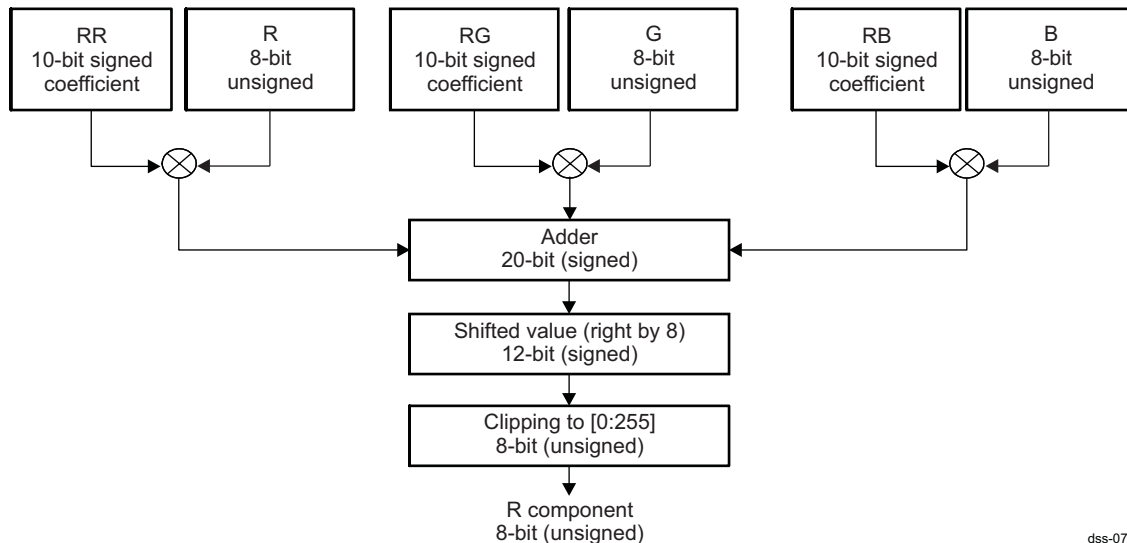 RR
10-bit signed
coefficient
R
8-bit
unsigned
RG
10-bit signed
coefficient
G
8-bit
unsigned
RB
10-bit signed
coefficient
B
8-bit
unsigned
Adder
20-bit (signed)
Shifted value (right by 8)
12-bit (signed)
Clipping to [0:255]
8-bit (unsigned)
R component
8-bit (unsigned)
dss-07